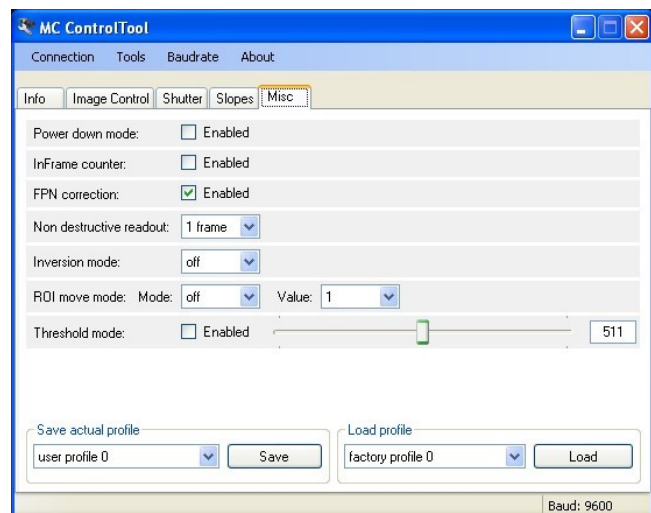 MC ControlTool
Connection Tools Baudrate About
Info Image Control Shutter Slopes Misc
Power down mode: Enabled
InFrame counter: Enabled
FPN correction: Enabled
Non destructive readout: 1 frame
Inversion mode: off
ROI move mode: Mode: off Value: 1
Threshold mode: Enabled 511
Save actual profile Load profile
user profile 0 Save factory profile 0 Load
Baud: 9600